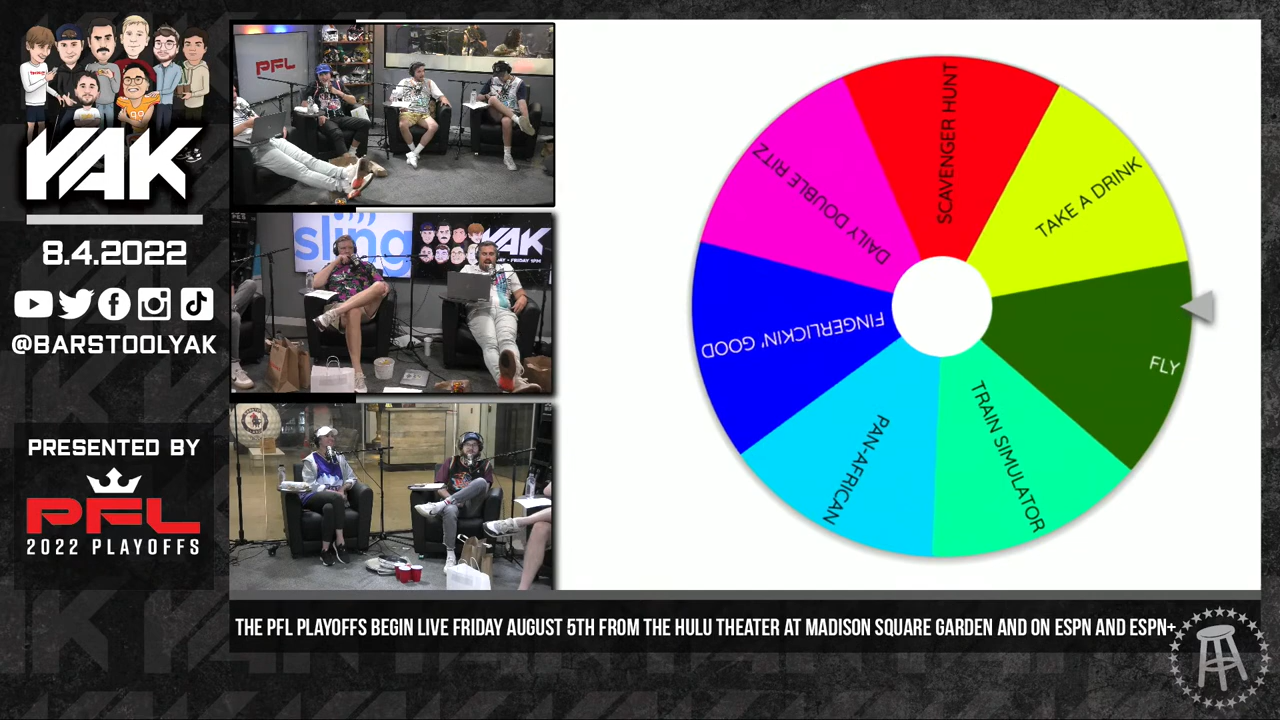 YAK
8.4.2022
@BARSTOOLYAK
PRESENTED BY
PFL
2022 PLAYOFFS
PFL
sling
YAK
SCAVENGER HUNT
TAKE A DRINK
FLY
TRAIN SIMULATOR
PAN-AFRICAN
FINGERLICKIN' GOOD
DAILY DOUBLE RITZ
THE PFL PLAYOFFS BEGIN LIVE FRIDAY AUGUST 5TH FROM THE HULU THEATER AT MADISON SQUARE GARDEN AND ON ESPN AND ESPN+